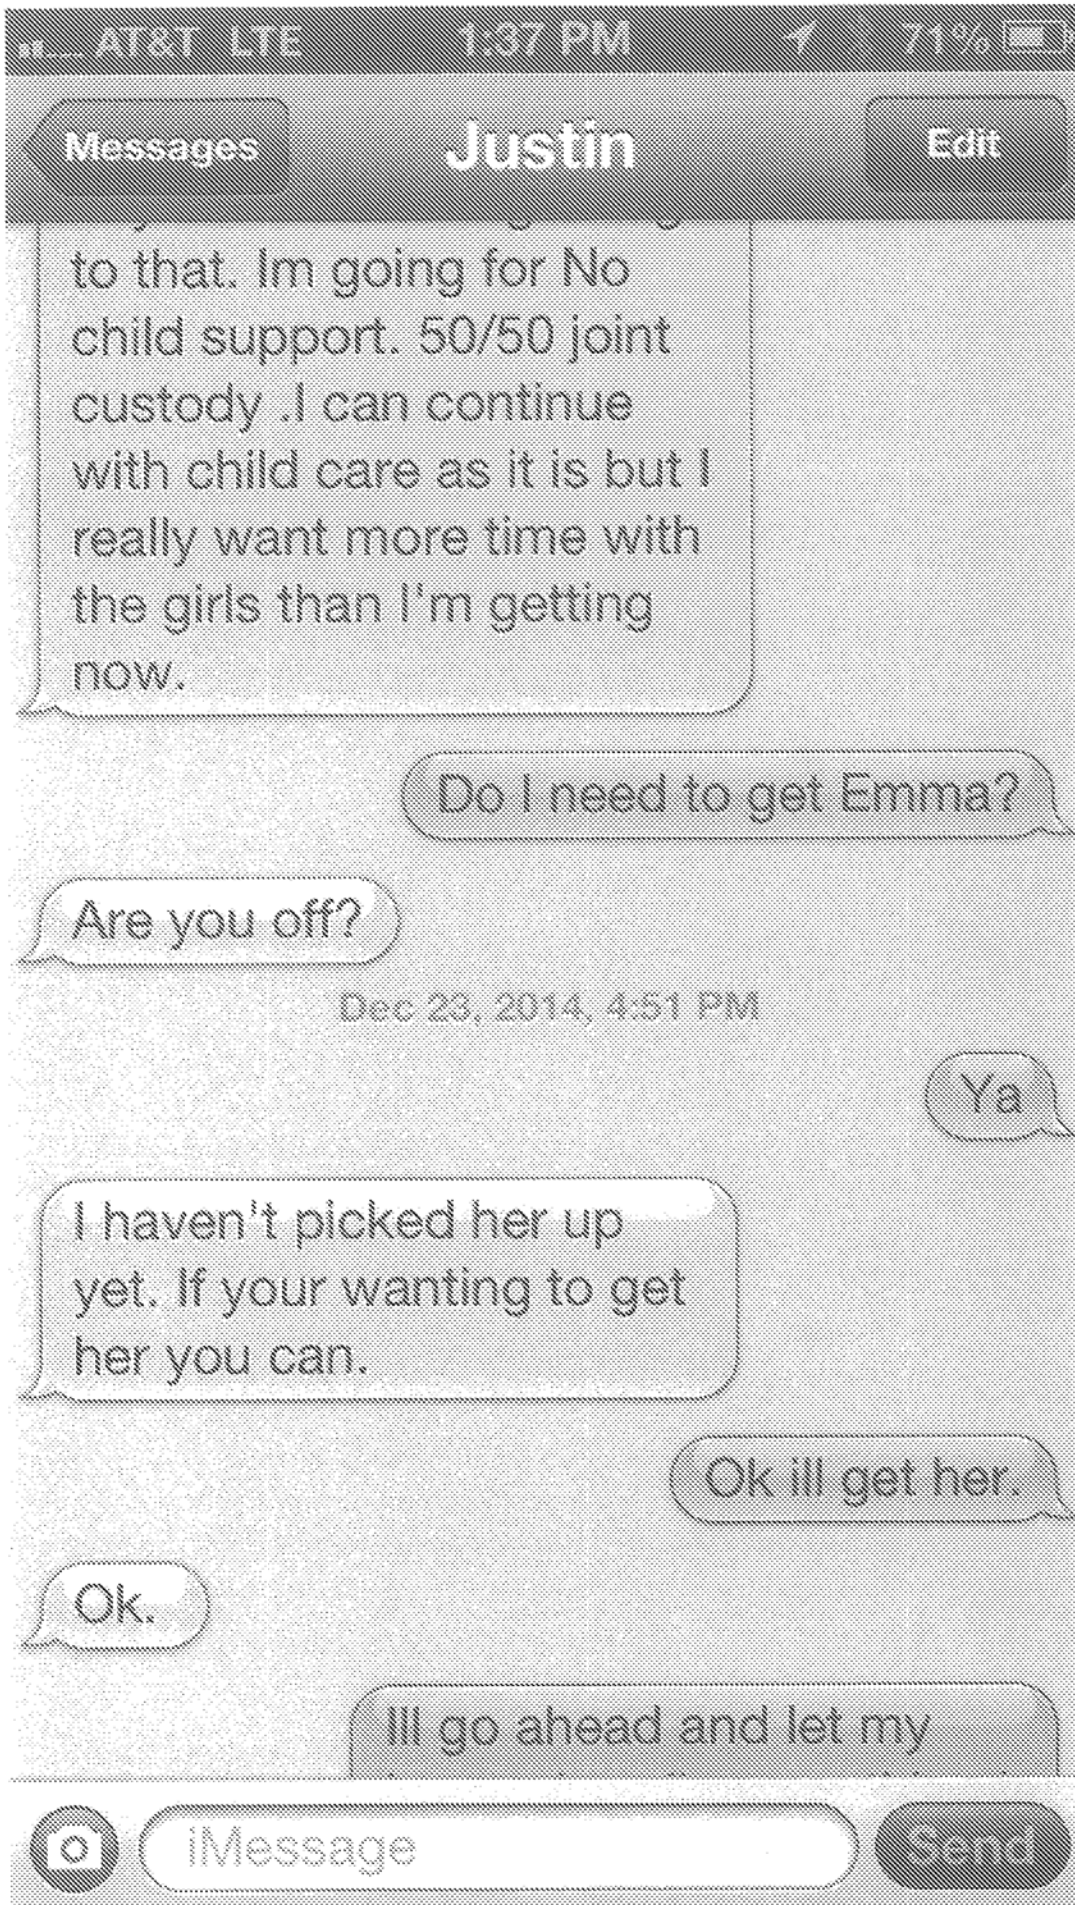 AT&T LTE 1:37 PM 71%
Messages Justin Edit
to that. Im going for No
child support. 50/50 joint
custody .I can continue
with child care as it is but I
really want more time with
the girls than I'm getting
now.
Do I need to get Emma?
Are you off?
Dec 23, 2014, 4:51 PM
Ya
I haven't picked her up
yet. If your wanting to get
her you can.
Ok ill get her.
Ok.
Ill go ahead and let my
iMessage Send